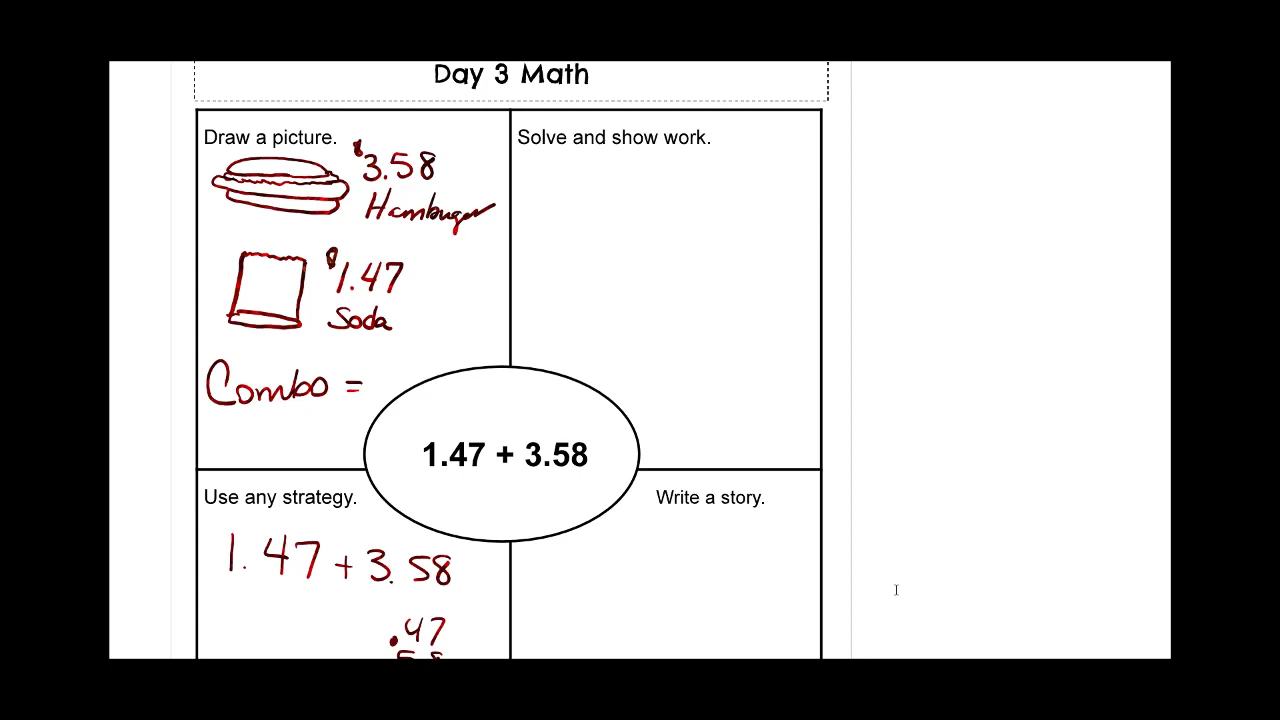 Day 3 Math
Draw a picture.
$3.58
Hamburger
$1.47
Soda
Combo =
Solve and show work.
1.47 + 3.58
Use any strategy.
1.47 + 3.58
.47
Write a story.